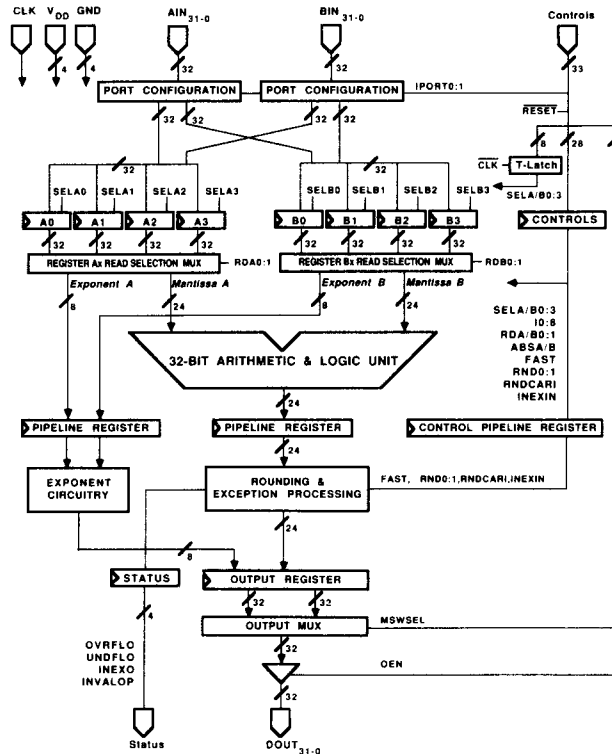 CLK VDD GND AIN31-0 BIN31-0 Controls
4 4 32 32 33
PORT CONFIGURATION PORT CONFIGURATION IPORT0:1
RESET
32 32 32 32 8 28
CLK T-Latch
32 32
SELA0 SELA1 SELA2 SELA3 SELB0 SELB1 SELB2 SELB3 SELA/B0:3
A0 A1 A2 A3 B0 B1 B2 B3 CONTROLS
32 32 32 32 32 32 32 32
REGISTER Ax READ SELECTION MUX RDA0:1 REGISTER Bx READ SELECTION MUX RDB0:1
Exponent A Mantissa A Exponent B Mantissa B
8 24 8 24
SELA/B0:3
I0:8
RDA/B0:1
ABSA/B
FAST
RND0:1
RNDCARI
INEXIN
32-BIT ARITHMETIC & LOGIC UNIT
24
PIPELINE REGISTER PIPELINE REGISTER CONTROL PIPELINE REGISTER
24
EXPONENT
CIRCUITRY
ROUNDING &
EXCEPTION PROCESSING
FAST, RND0:1,RNDCARI,INEXIN
24
8
STATUS OUTPUT REGISTER
4 32 32
OUTPUT MUX MSWSEL
OVRFLO
UNDFLO
INEXO
INVALOP
32
OEN
32
Status DOUT31-0